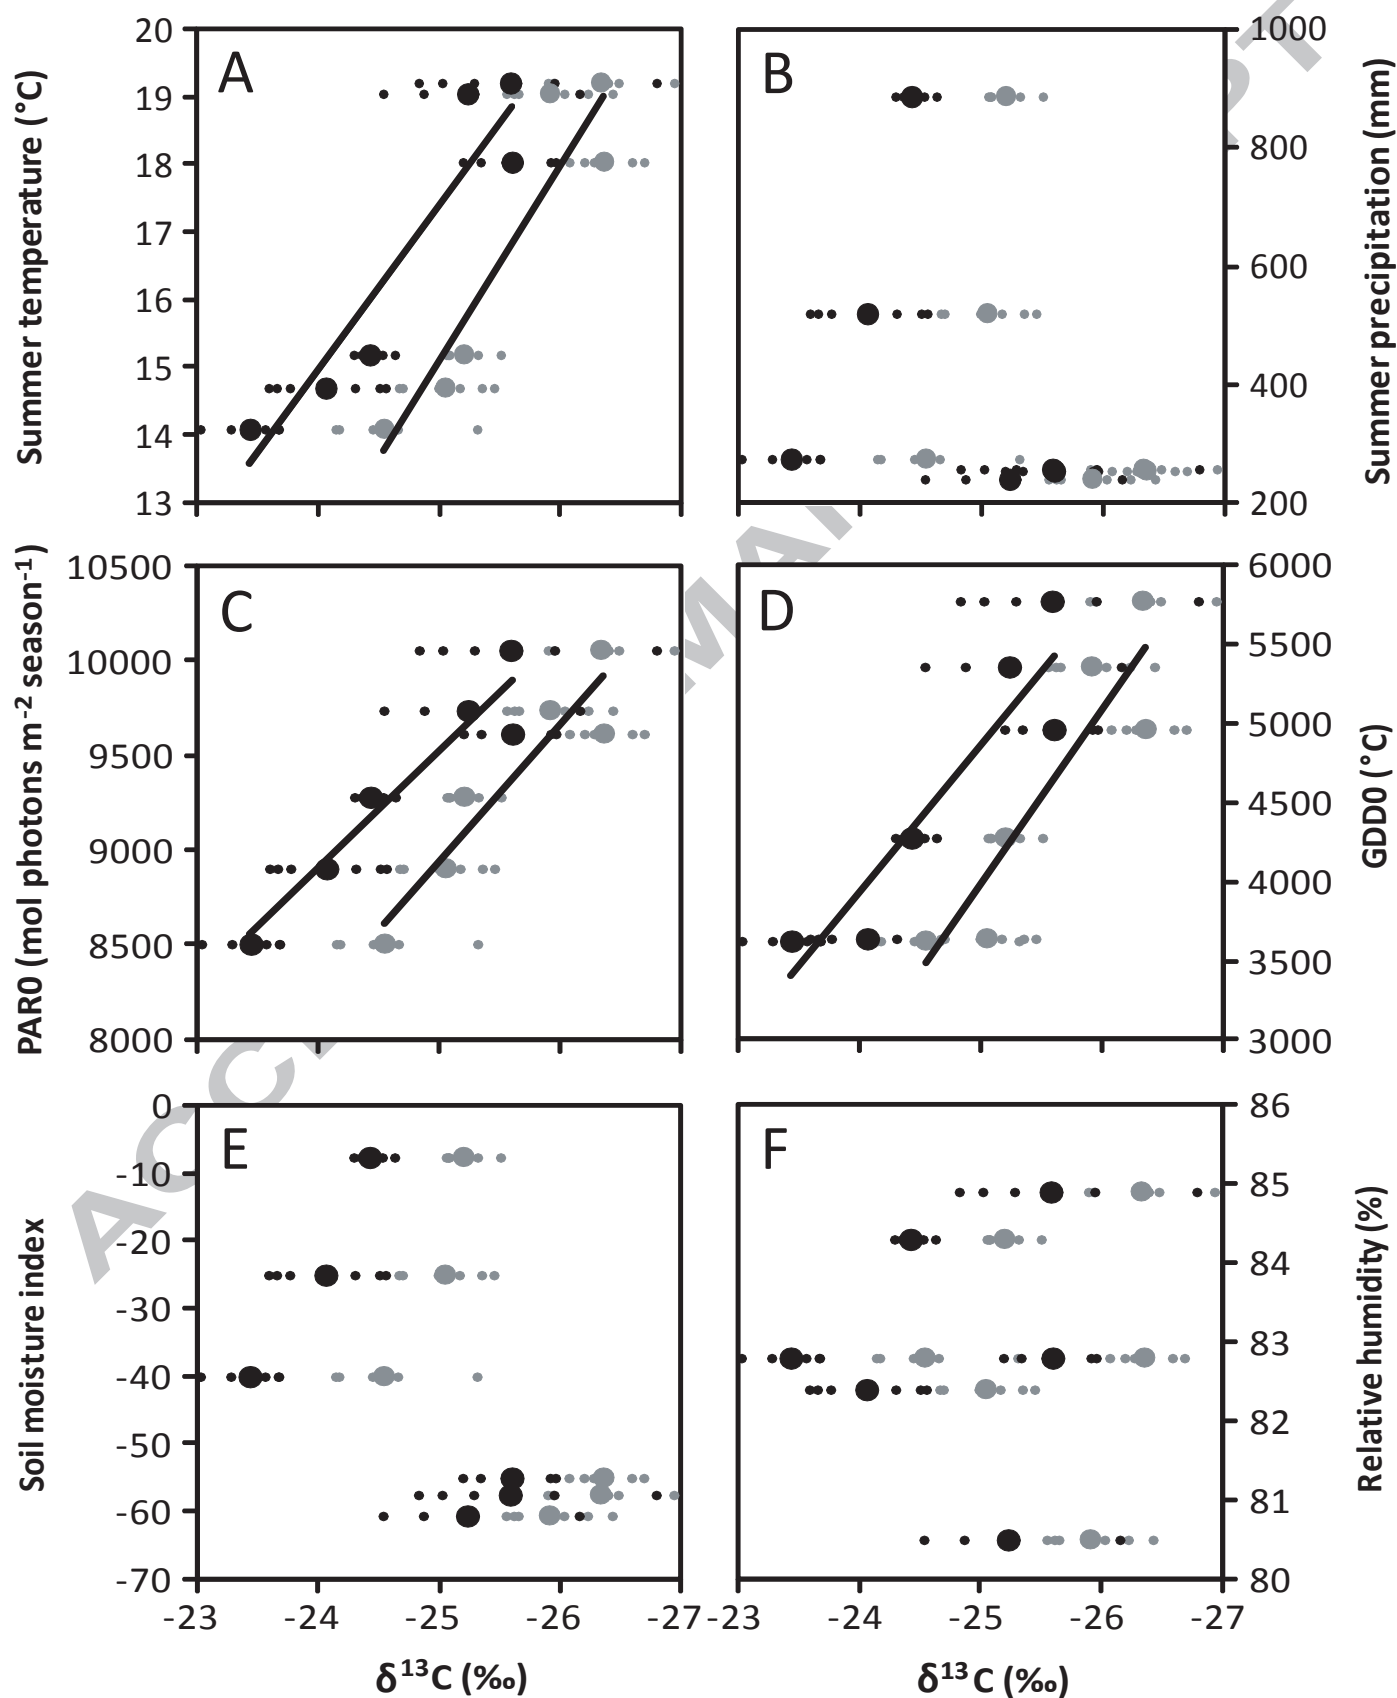 A
Summer temperature (°C)
20
19
18
17
16
15
14
13
B
Summer precipitation (mm)
1000
800
600
400
200
C
PAR0 (mol photons m-2 season-1)
10500
10000
9500
9000
8500
8000
D
GDD0 (°C)
6000
5500
5000
4500
4000
3500
3000
E
Soil moisture index
0
-10
-20
-30
-40
-50
-60
-70
-23 -24 -25 -26 -27
δ13C (‰)
F
Relative humidity (%)
86
85
84
83
82
81
80
-23 -24 -25 -26 -27
δ13C (‰)